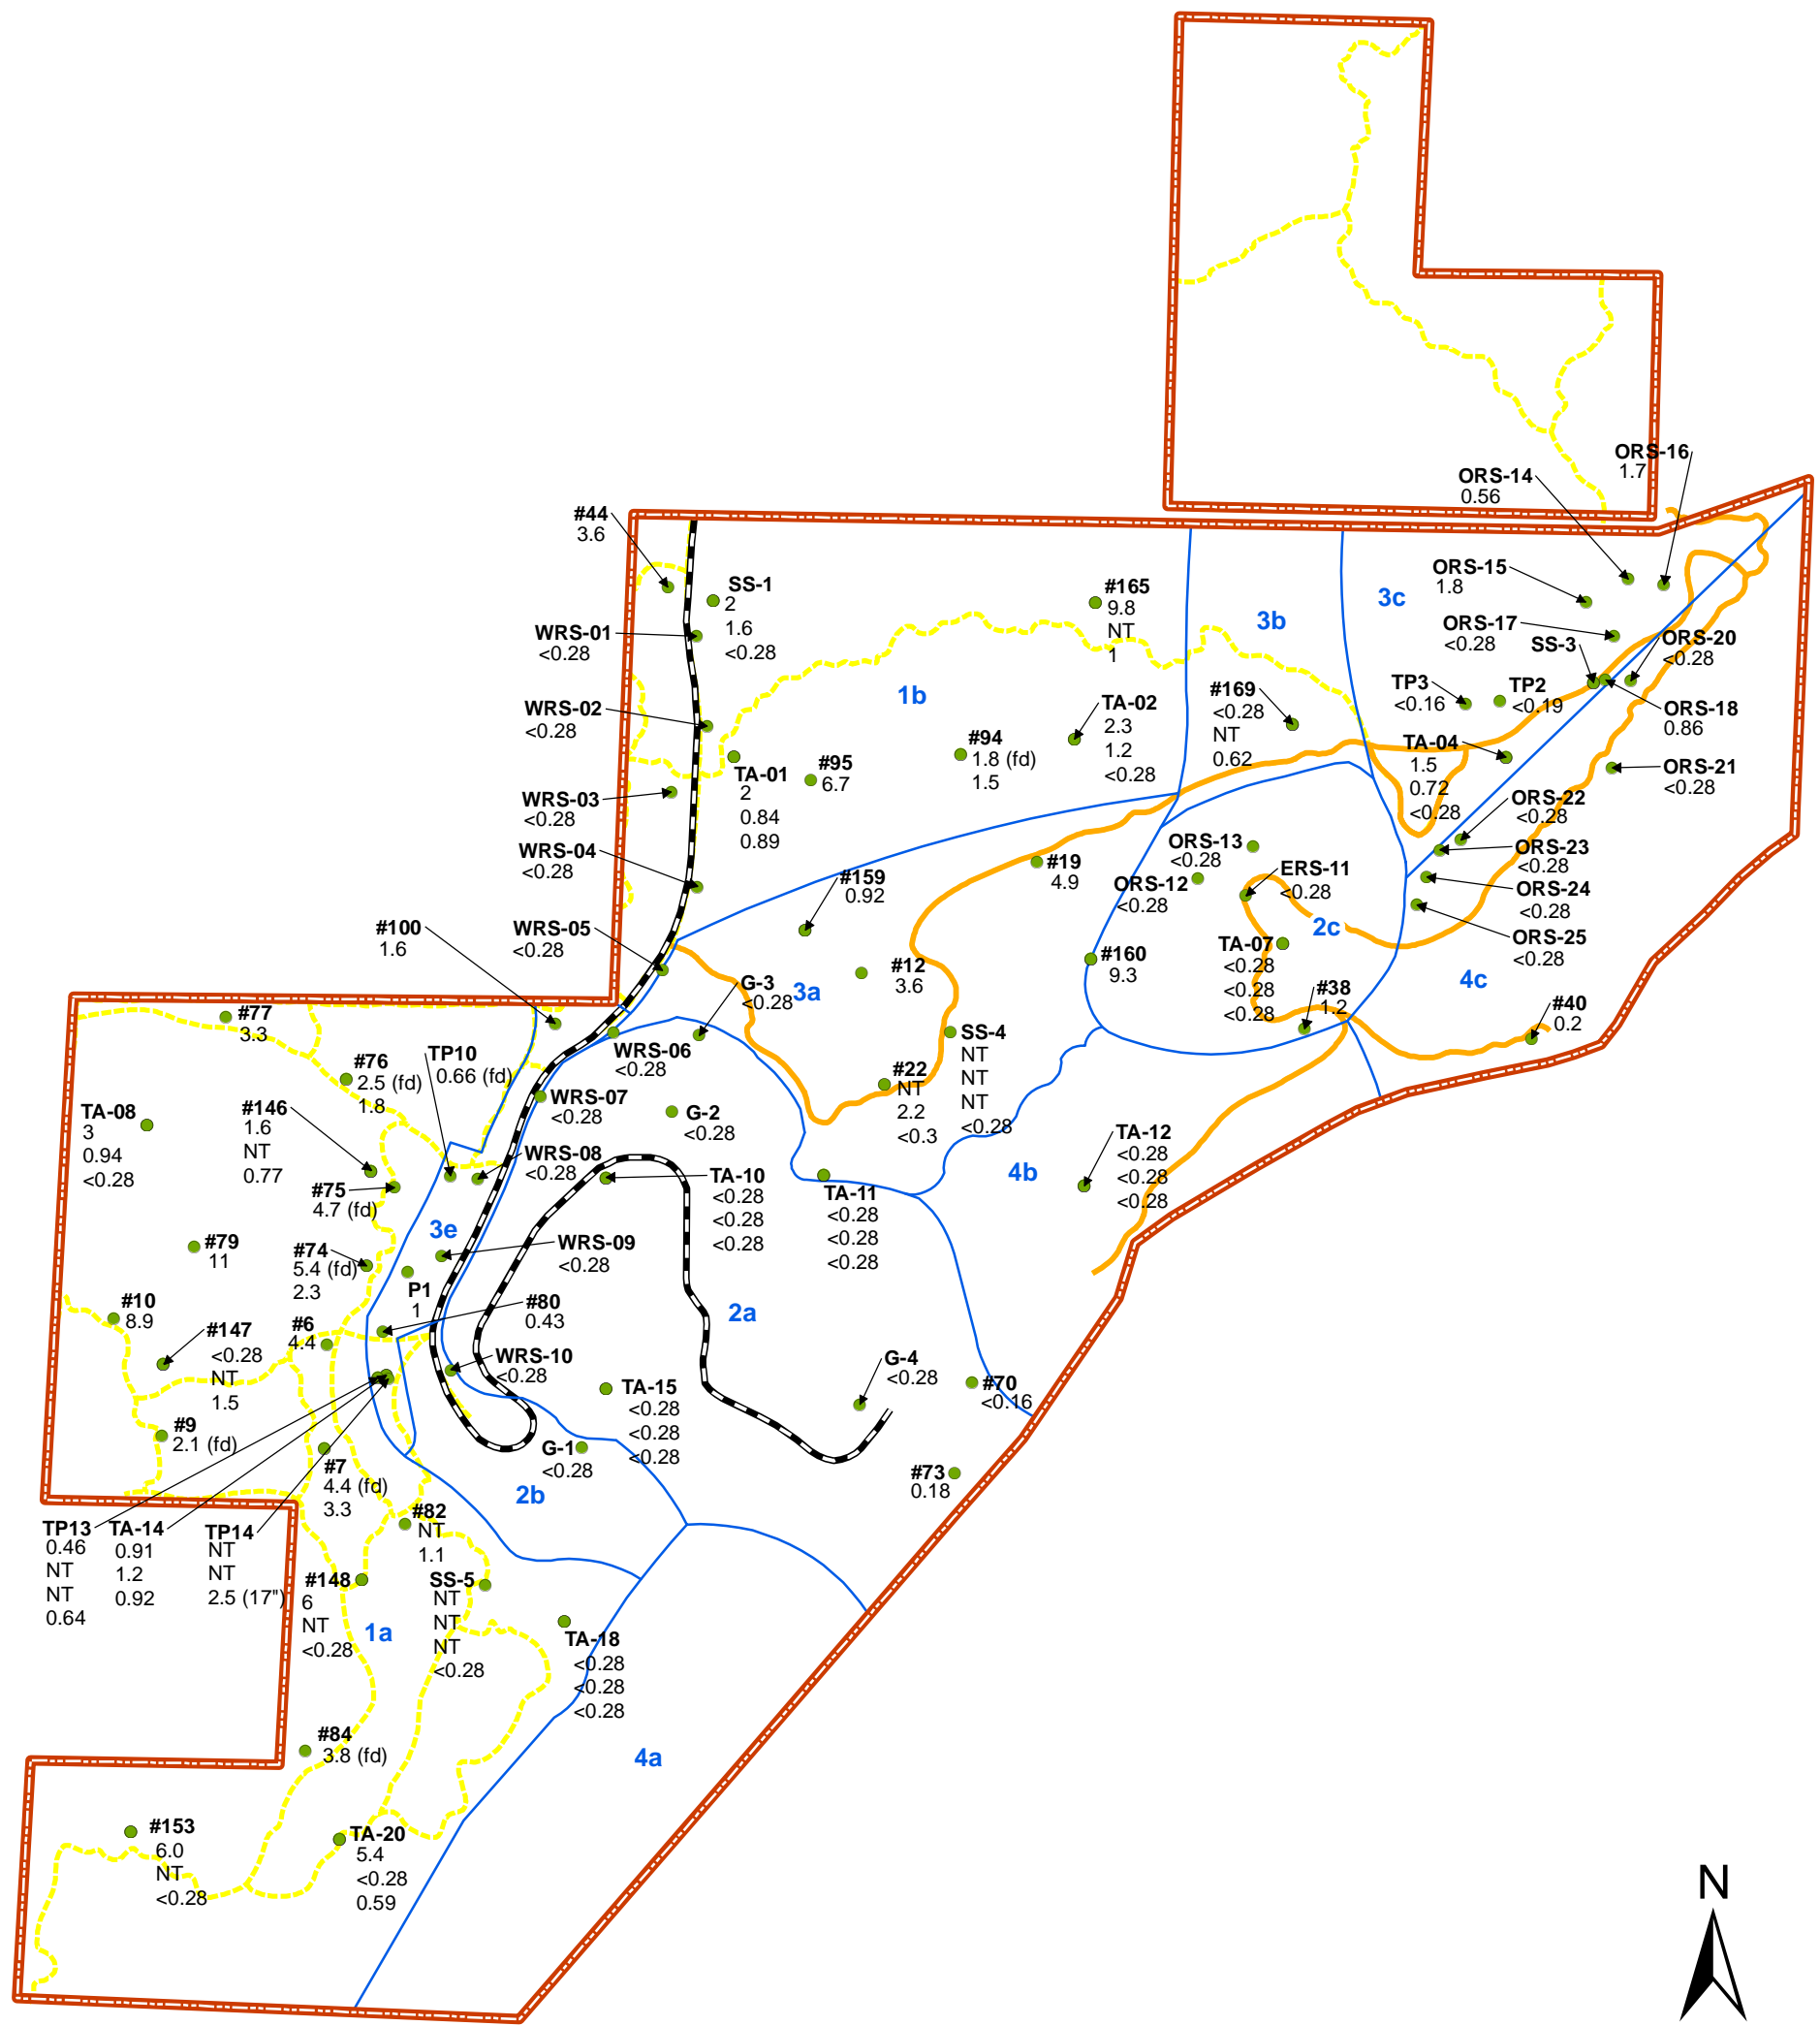 ORS-16
1.7
ORS-14
0.56
#44
3.6
ORS-15
1.8
SS-1
2
1.6
<0.28
#165
9.8
NT
1
3c
3b
WRS-01
<0.28
ORS-17
<0.28
SS-3
ORS-20
<0.28
1b
#169
<0.28
NT
0.62
TP3
<0.16
TP2
<0.19
WRS-02
<0.28
TA-02
2.3
1.2
<0.28
ORS-18
0.86
#94
1.8 (fd)
1.5
TA-04
1.5
0.72
<0.28
#95
6.7
TA-01
2
0.84
0.89
ORS-21
<0.28
WRS-03
<0.28
ORS-22
<0.28
WRS-04
<0.28
ORS-13
<0.28
ORS-23
<0.28
#19
4.9
ERS-11
<0.28
#159
0.92
ORS-12
<0.28
ORS-24
<0.28
#100
1.6
WRS-05
<0.28
2c
ORS-25
<0.28
TA-07
<0.28
<0.28
<0.28
#160
9.3
#12
3.6
4c
G-3
<0.28
3a
#38
1.2
#40
0.2
#77
3.3
SS-4
NT
NT
NT
<0.28
WRS-06
<0.28
TP10
0.66 (fd)
#76
2.5 (fd)
1.8
#22
NT
2.2
<0.3
WRS-07
<0.28
#146
1.6
NT
0.77
TA-08
3
0.94
<0.28
G-2
<0.28
TA-12
<0.28
<0.28
<0.28
WRS-08
<0.28
4b
TA-10
<0.28
<0.28
<0.28
#75
4.7 (fd)
TA-11
<0.28
<0.28
<0.28
3e
#79
11
WRS-09
<0.28
#74
5.4 (fd)
2.3
P1
1
#10
8.9
#80
0.43
2a
#6
4.4
#147
<0.28
NT
1.5
WRS-10
<0.28
G-4
<0.28
#70
<0.16
TA-15
<0.28
<0.28
<0.28
#9
2.1 (fd)
G-1
<0.28
#7
4.4 (fd)
3.3
#73
0.18
2b
#82
NT
1.1
TP13
0.46
NT
NT
0.64
TA-14
0.91
1.2
0.92
TP14
NT
NT
2.5 (17")
#148
6
NT
<0.28
SS-5
NT
NT
NT
<0.28
1a
TA-18
<0.28
<0.28
<0.28
#84
3.8 (fd)
4a
#153
6.0
NT
<0.28
TA-20
5.4
<0.28
0.59
N